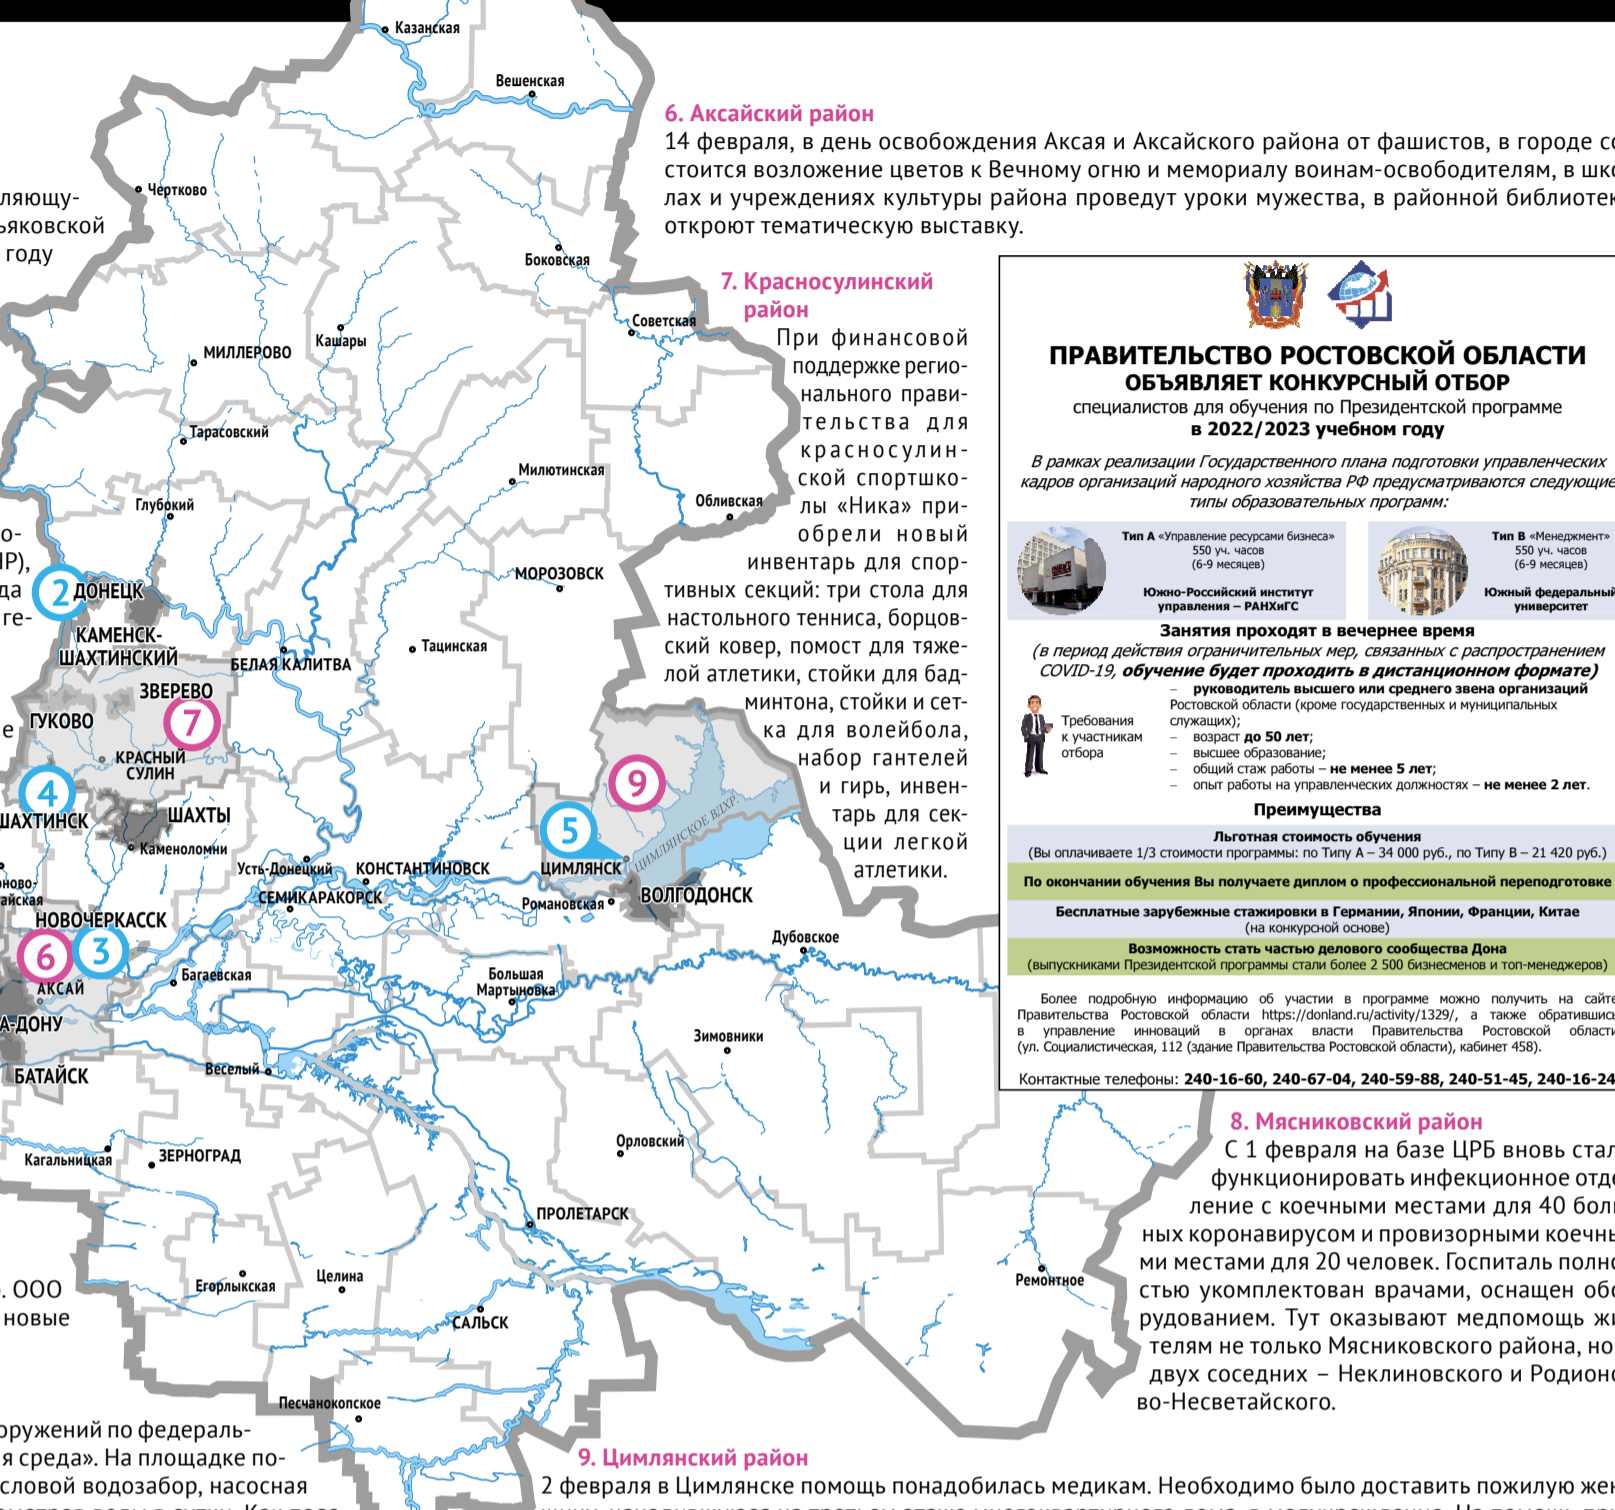 Казанская
Вешенская
Чертково
Боковская
Советская
Кашары
МИЛЛЕРОВО
Тарасовский
Милютинская
Обливская
Глубокий
МОРОЗОВСК
2
ДОНЕЦК
КАМЕНСК-
ШАХТИНСКИЙ
БЕЛАЯ КАЛИТВА
Тацинская
ЗВЕРЕВО
ГУКОВО
7
КРАСНЫЙ
СУЛИН
4
ШАХТИНСК
ШАХТЫ
Каменоломни
9
5
ЦИМЛЯНСКОЕ ВДХР.
ЦИМЛЯНСК
Усть-Донецкий
КОНСТАНТИНОВСК
СЕМИКАРАКОРСК
Романовская
ВОЛГОДОНСК
НОВОЧЕРКАССК
6
3
АКСАЙ
А-ДОНУ
БАТАЙСК
Багаевская
Большая
Мартыновка
Дубовское
Зимовники
Веселый
Орловский
Кагальницкая
ЗЕРНОГРАД
ПРОЛЕТАРСК
Егорлыкская
Целина
САЛЬСК
Ремонтное
Песчанокопское
ляющу-
ьяковской
году
о-
НР),
да
ге-
е
оново-
айская
. 000
новые
оружений по федераль-
я среда». На площадке по-
словой водозабор, насосная
6. Аксайский район
14 февраля, в день освобождения Аксая и Аксайского района от фашистов, в городе со
стоится возложение цветов к Вечному огню и мемориалу воинам-освободителям, в шко
лах и учреждениях культуры района проведут уроки мужества, в районной библиотек
откроют тематическую выставку.
7. Красносулинский
район
При финансовой
поддержке регио-
нального прави-
тельства для
красносулин-
ской спортшко-
лы «Ника» при-
обрели новый
инвентарь для спор-
тивных секций: три стола для
настольного тенниса, борцов-
ский ковер, помост для тяже-
лой атлетики, стойки для бад-
минтона, стойки и сет-
ка для волейбола,
набор гантелей
и гирь, инвен-
тарь для сек-
ции легкой
атлетики.
ПРАВИТЕЛЬСТВО РОСТОВСКОЙ ОБЛАСТИ
ОБЪЯВЛЯЕТ КОНКУРСНЫЙ ОТБОР
специалистов для обучения по Президентской программе
в 2022/2023 учебном году
В рамках реализации Государственного плана подготовки управленческих
кадров организаций народного хозяйства РФ предусматриваются следующие
типы образовательных программ:
Тип А «Управление ресурсами бизнеса»
550 уч. часов
(6-9 месяцев)
Южно-Российский институт
управления – РАНХиГС
Тип В «Менеджмент»
550 уч. часов
(6-9 месяцев)
Южный федеральный
университет
Занятия проходят в вечернее время
(в период действия ограничительных мер, связанных с распространением
COVID-19, обучение будет проходить в дистанционном формате)
Требования
к участникам
отбора
– руководитель высшего или среднего звена организаций
Ростовской области (кроме государственных и муниципальных
служащих);
– возраст до 50 лет;
– высшее образование;
– общий стаж работы – не менее 5 лет;
– опыт работы на управленческих должностях – не менее 2 лет.
Преимущества
Льготная стоимость обучения
(Вы оплачиваете 1/3 стоимости программы: по Типу А – 34 000 руб., по Типу В – 21 420 руб.)
По окончании обучения Вы получаете диплом о профессиональной переподготовке
Бесплатные зарубежные стажировки в Германии, Японии, Франции, Китае
(на конкурсной основе)
Возможность стать частью делового сообщества Дона
(выпускниками Президентской программы стали более 2 500 бизнесменов и топ-менеджеров)
Более подробную информацию об участии в программе можно получить на сайте
Правительства Ростовской области https://donland.ru/activity/1329/, а также обратившись
в управление инноваций в органах власти Правительства Ростовской области
(ул. Социалистическая, 112 (здание Правительства Ростовской области), кабинет 458).
Контактные телефоны: 240-16-60, 240-67-04, 240-59-88, 240-51-45, 240-16-24
8. Мясниковский район
С 1 февраля на базе ЦРБ вновь стал
функционировать инфекционное отде
ление с коечными местами для 40 боль
ных коронавирусом и провизорными коечны
ми местами для 20 человек. Госпиталь полно
стью укомплектован врачами, оснащен обо
рудованием. Тут оказывают медпомощь жи
телям не только Мясниковского района, но
двух соседних – Неклиновского и Родионо
во-Несветайского.
9. Цимлянский район
2 февраля в Цимлянске помощь понадобилась медикам. Необходимо было доставить пожилую жен